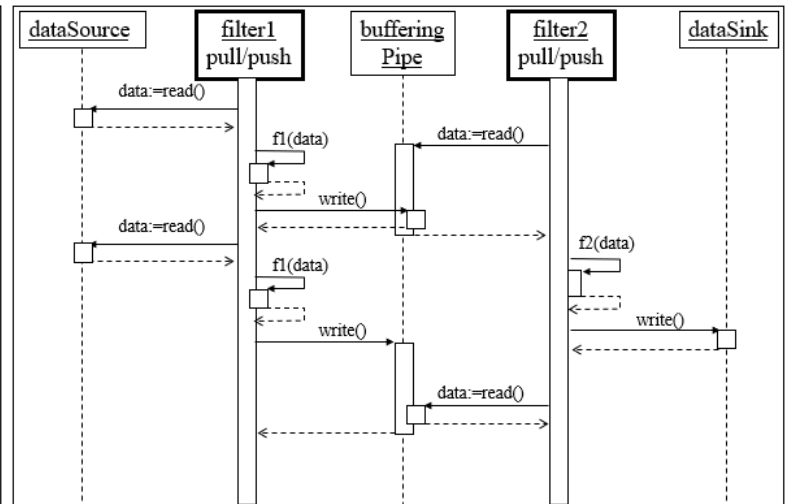 dataSource
filter1
pull/push
buffering
Pipe
filter2
pull/push
dataSink
data:=read()
f1(data)
data:=read()
write()
data:=read()
f2(data)
f1(data)
write()
write()
data:=read()